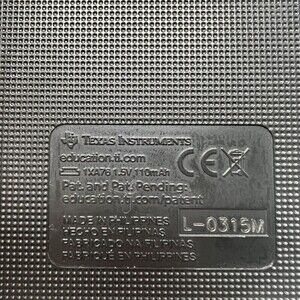 TEXAS INSTRUMENTS
education.ti.com
1XA76 1.5V 110mAh
CE
Pat. and Pat. Pending:
education.ti.com/patent
MADE IN PHILIPPINES
HECHO EN FILIPINAS
FABRICADO NA FILIPINAS
FABRIQUÉ EN PHILIPPINES
L-0315M